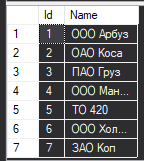 Id Name
1 1 ООО Арбуз
2 2 ОАО Коса
3 3 ПАО Груз
4 4 ООО Ман...
5 5 ТО 420
6 6 ООО Хол...
7 7 ЗАО Коп